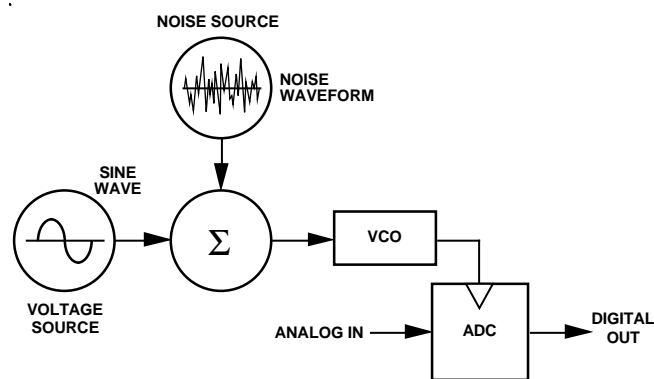 NOISE SOURCE
NOISE
WAVEFORM
SINE
WAVE
Σ
VCO
VOLTAGE
SOURCE
ANALOG IN
ADC
DIGITAL
OUT